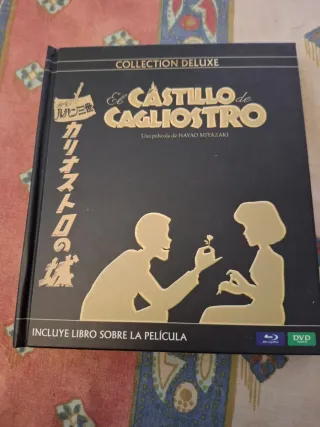 COLLECTION DELUXE
El CASTILLO de
CAGLIOSTRO
Una película de HAYAO MIYAZAKI
ルパン三世
カリオストロの城
INCLUYE LIBRO SOBRE LA PELÍCULA
DVD